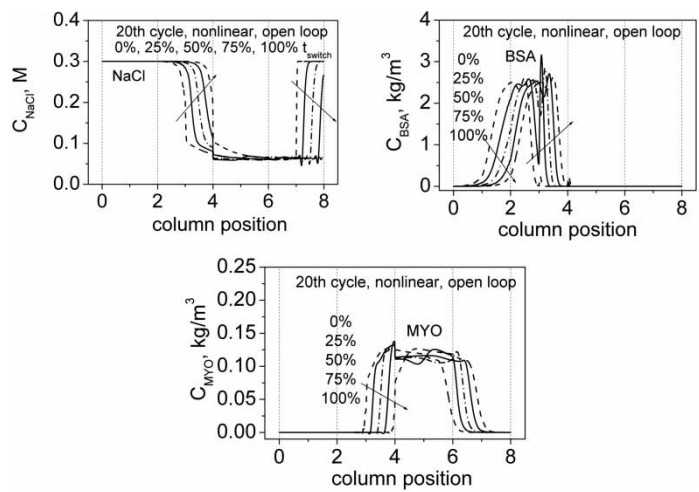 20th cycle, nonlinear, open loop
0%, 25%, 50%, 75%, 100% t switch
NaCl
C NaCl, M
0.4
0.3
0.2
0.1
0.0
0 2 4 6 8
column position
20th cycle, nonlinear, open loop
0%
25%
50%
75%
100%
BSA
C BSA, kg/m³
4
3
2
1
0
0 2 4 6 8
column position
20th cycle, nonlinear, open loop
0%
25%
50%
75%
100%
MYO
C MYO, kg/m³
0.25
0.20
0.15
0.10
0.05
0.00
0 2 4 6 8
column position